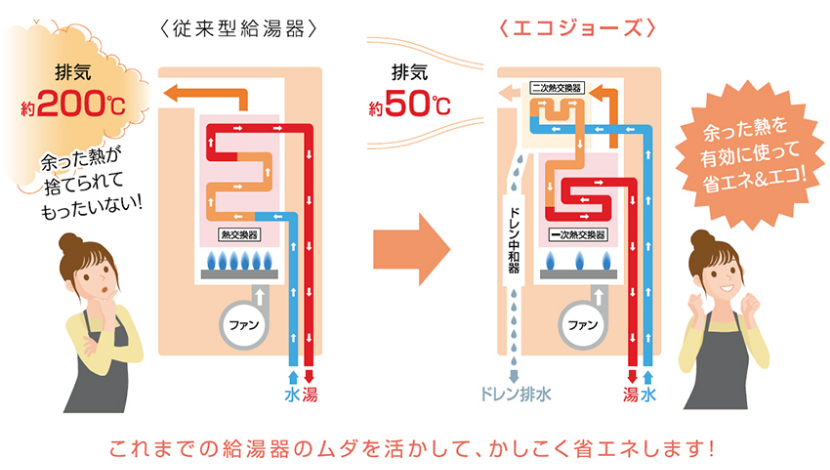 〈従来型給湯器〉
排気
約200℃
余った熱が
捨てられて
もったいない！
熱交換器
ファン
水 湯
〈エコジョーズ〉
排気
約50℃
二次熱交換器
余った熱を
有効に使って
省エネ&エコ！
一次熱交換器
ドレン中和器
ファン
ドレン排水
湯 水
これまでの給湯器のムダを活かして、かしこく省エネします！